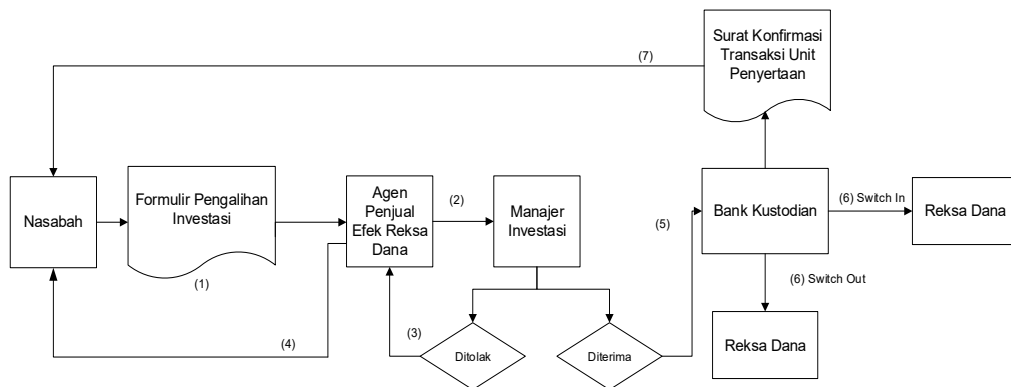 Surat Konfirmasi
Transaksi Unit
Penyertaan
(7)
Nasabah
Formulir Pengalihan
Investasi
(1)
Agen
Penjual
Efek Reksa
Dana
(2)
Manajer
Investasi
(5)
Bank Kustodian
(6) Switch In
Reksa Dana
(6) Switch Out
Reksa Dana
(4)
(3)
Ditolak
Diterima